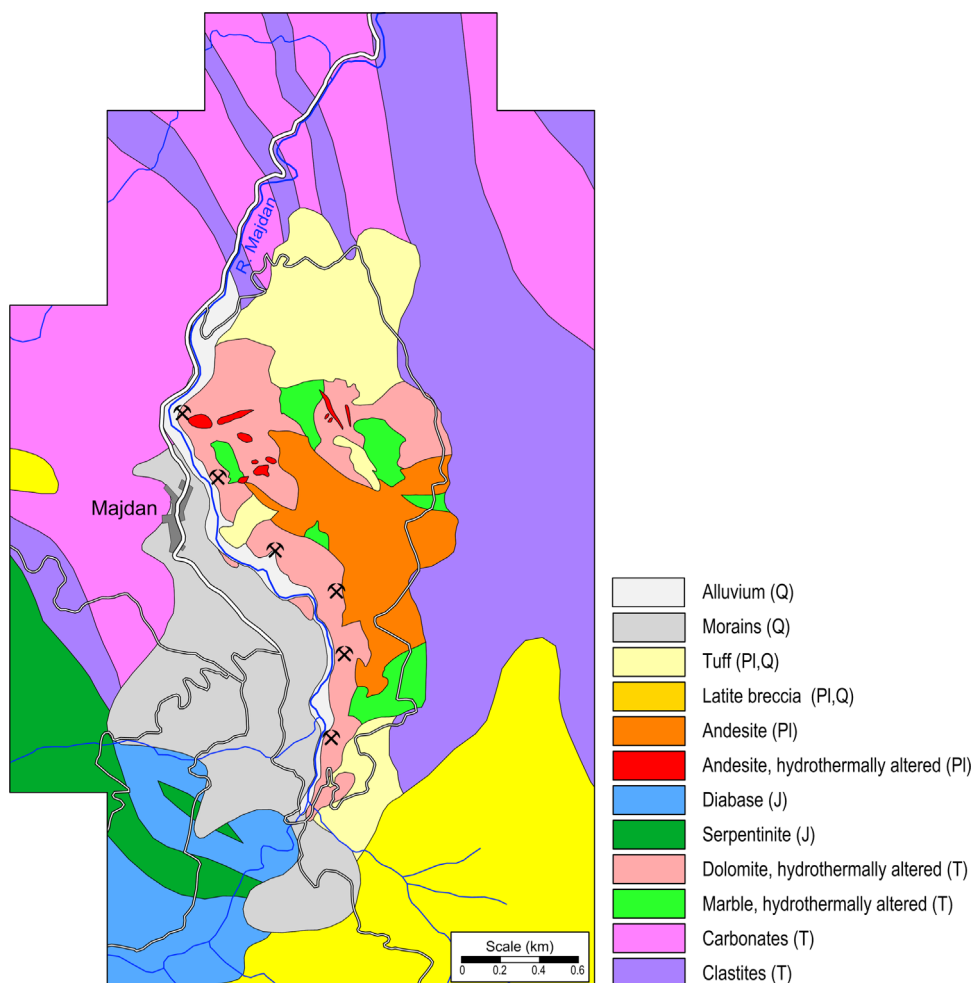 R. Majdan
Majdan
Alluvium (Q)
Morains (Q)
Tuff (Pl,Q)
Latite breccia (Pl,Q)
Andesite (Pl)
Andesite, hydrothermally altered (Pl)
Diabase (J)
Serpentinite (J)
Dolomite, hydrothermally altered (T)
Marble, hydrothermally altered (T)
Carbonates (T)
Clastites (T)
Scale (km)
0 0.2 0.4 0.6